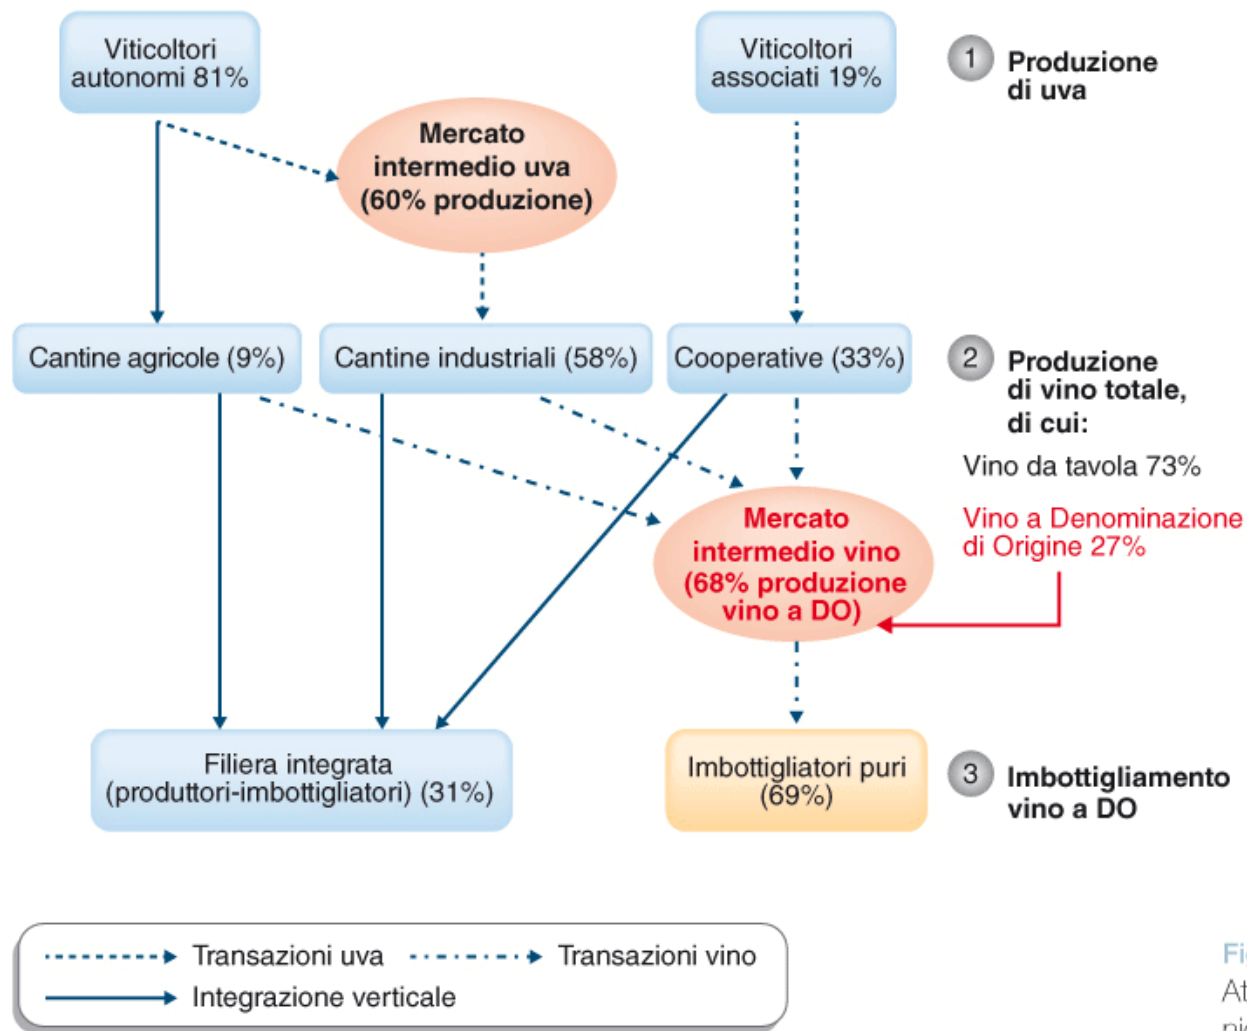 Viticoltori
autonomi 81%
Viticoltori
associati 19%
1 Produzione
di uva
Mercato
intermedio uva
(60% produzione)
Cantine agricole (9%)
Cantine industriali (58%)
Cooperative (33%)
2 Produzione
di vino totale,
di cui:
Vino da tavola 73%
Vino a Denominazione
di Origine 27%
Mercato
intermedio vino
(68% produzione
vino a DO)
Filiera integrata
(produttori-imbottigliatori) (31%)
Imbottigliatori puri
(69%)
3 Imbottigliamento
vino a DO
Transazioni uva
Transazioni vino
Integrazione verticale